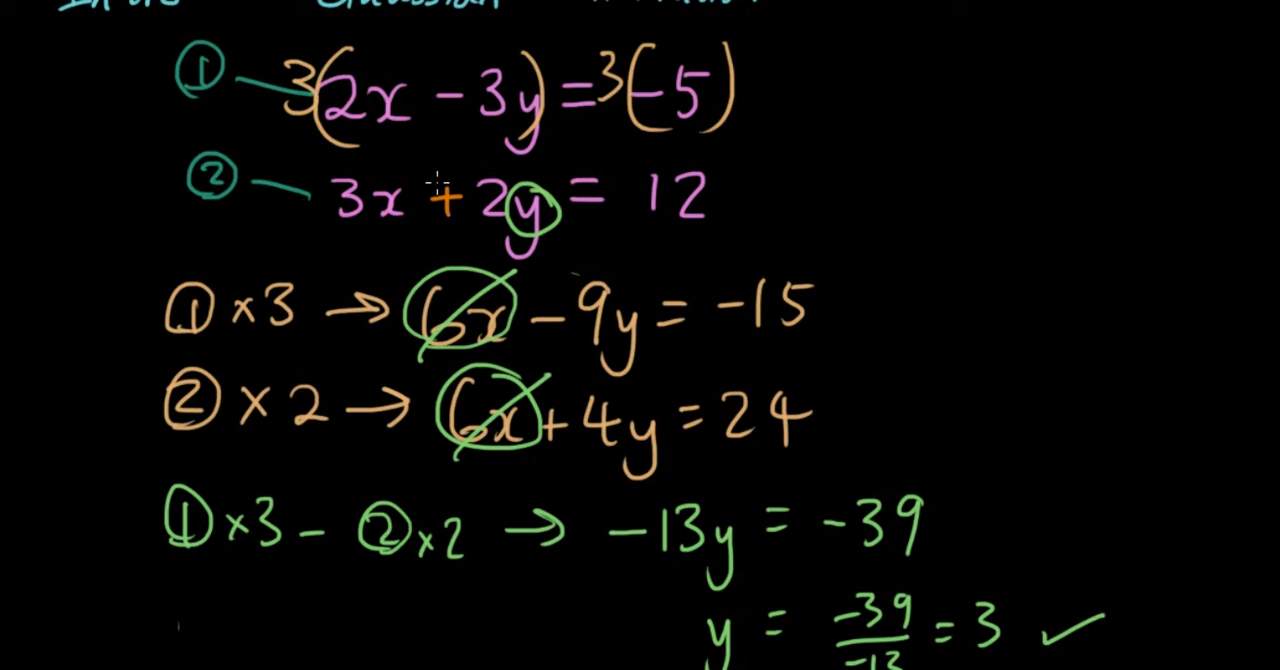 ① — 3(2x - 3y) = 3(-5)
② — 3x + 2y = 12
① × 3 → 6x - 9y = -15
② × 2 → 6x + 4y = 24
① × 3 - ② × 2 → -13y = -39
y = -39/-13 = 3 ✓